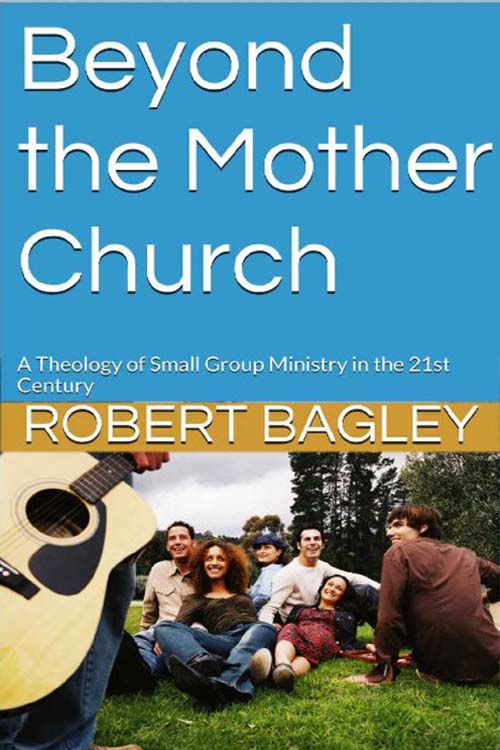 Beyond
the Mother
Church
A Theology of Small Group Ministry in the 21st
Century
ROBERT BAGLEY